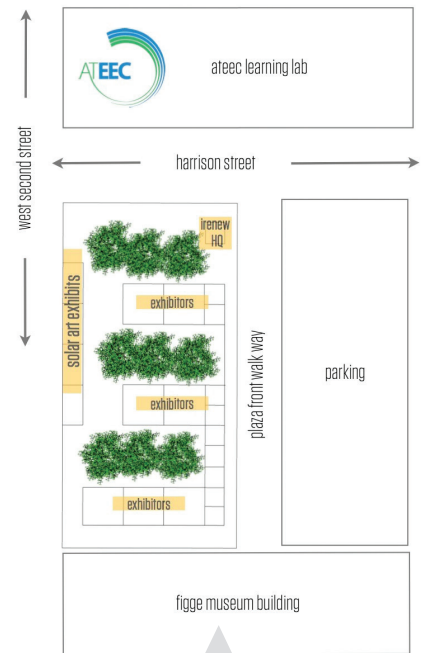 ATEEC
ateec learning lab
west second street
harrison street
irenew
HQ
solar art exhibits
exhibitors
exhibitors
exhibitors
plaza front walk way
parking
figge museum building